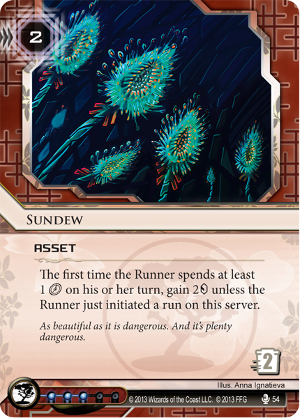 2
SUNDEW
ASSET
The first time the Runner spends at least
1 on his or her turn, gain 2 unless the
Runner just initiated a run on this server.
As beautiful as it is dangerous. And it's plenty
dangerous.
2
Illus. Anna Ignatieva
© 2013 Wizards of the Coast LLC. © 2013 FFG 54